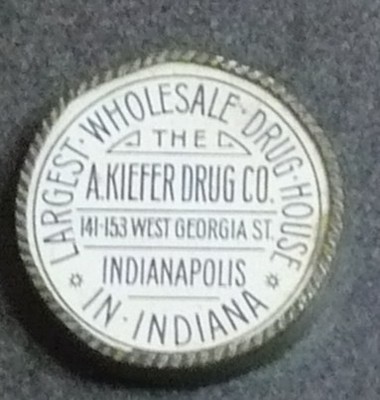 LARGEST · WHOLESALE · DRUG · HOUSE
THE
A. KIEFER DRUG CO.
141-153 WEST GEORGIA ST.
INDIANAPOLIS
IN · INDIANA